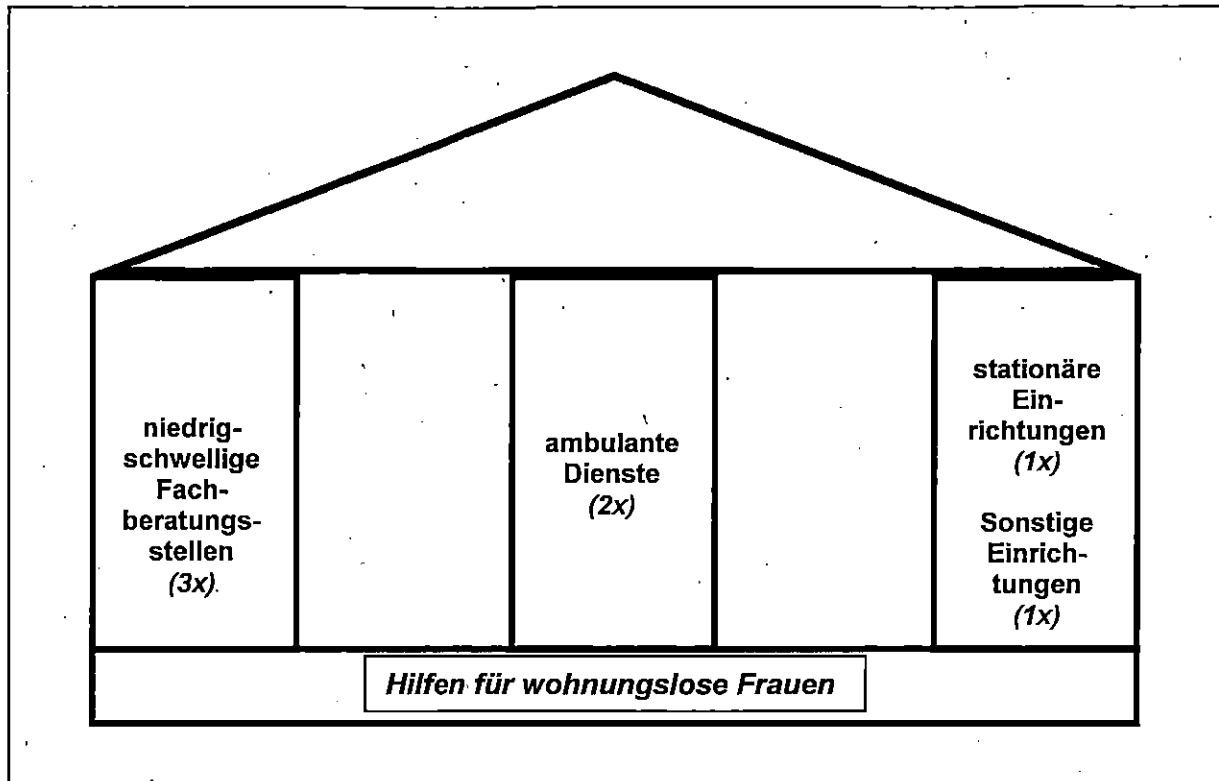 niedrig-
schwellige
Fach-
beratungs-
stellen
(3x).
ambulante
Dienste
(2x)
stationäre
Ein-
richtungen
(1x)
Sonstige
Einrich-
tungen
(1x)
Hilfen für wohnungslose Frauen